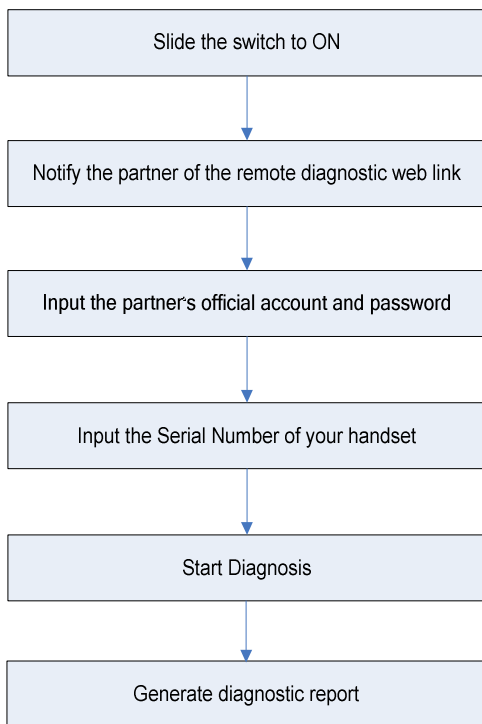 Slide the switch to ON
Notify the partner of the remote diagnostic web link
Input the partner's official account and password
Input the Serial Number of your handset
Start Diagnosis
Generate diagnostic report